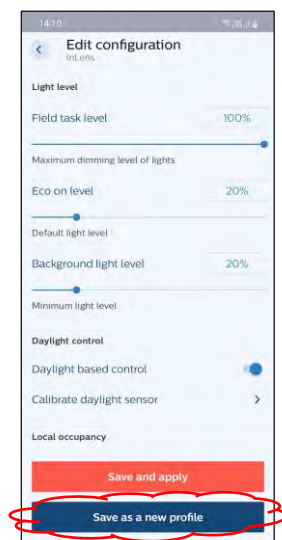 14:10
Edit configuration
InLens
Light level
Field task level 100%
Maximum dimming level of lights
Eco on level 20%
Default light level
Background light level 20%
Minimum light level
Daylight control
Daylight based control
Calibrate daylight sensor
Local occupancy
Save and apply
Save as a new profile